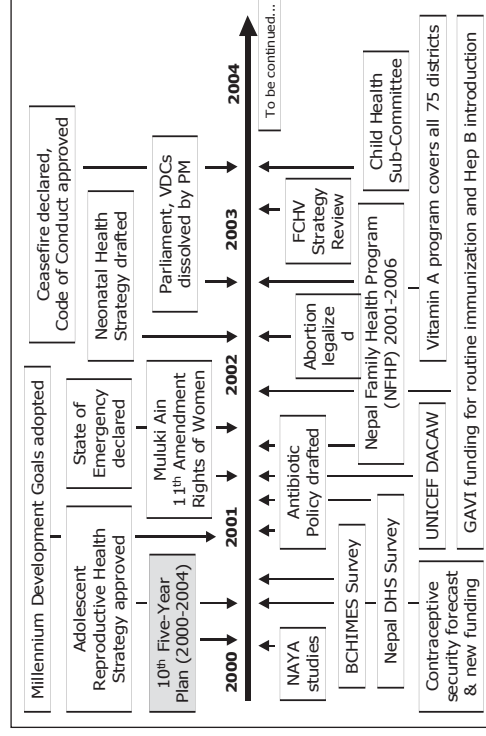 Millennium Development Goals adopted
Adolescent
Reproductive Health
Strategy approved
10th Five-Year
Plan (2000-2004)
State of
Emergency
declared
Muluki Ain
11th Amendment
Rights of Women
Ceasefire declared,
Code of Conduct approved
Neonatal Health
Strategy drafted
Parliament, VDCs
dissolved by PM
2000
2001
2002
2003
2004
To be continued...
NAYA
studies
BCHIMES Survey
Nepal DHS Survey
Contraceptive
security forecast
& new funding
Antibiotic
Policy drafted
UNICEF DACAW
Abortion
legalize
d
Nepal Family Health Program
(NFHP) 2001-2006
FCHV
Strategy
Review
Child Health
Sub-Committee
Vitamin A program covers all 75 districts
GAVI funding for routine immunization and Hep B introduction